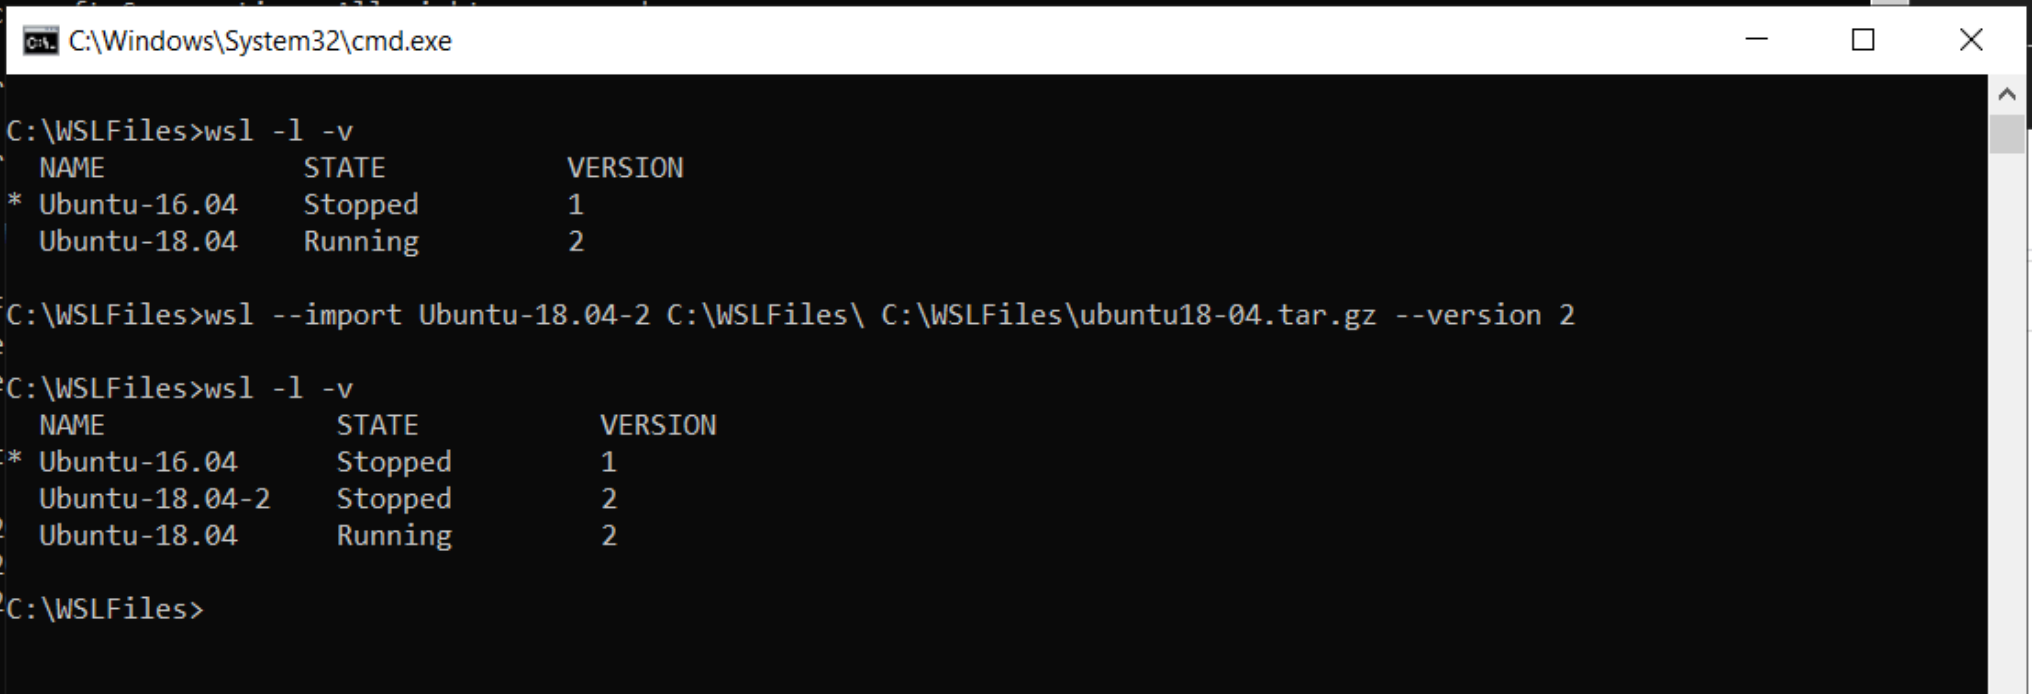 C:\Windows\System32\cmd.exe
C:\WSLFiles>wsl -l -v
  NAME            STATE           VERSION
* Ubuntu-16.04    Stopped         1
  Ubuntu-18.04    Running         2
C:\WSLFiles>wsl --import Ubuntu-18.04-2 C:\WSLFiles\ C:\WSLFiles\ubuntu18-04.tar.gz --version 2
C:\WSLFiles>wsl -l -v
  NAME              STATE           VERSION
* Ubuntu-16.04      Stopped         1
  Ubuntu-18.04-2    Stopped         2
  Ubuntu-18.04      Running         2
C:\WSLFiles>